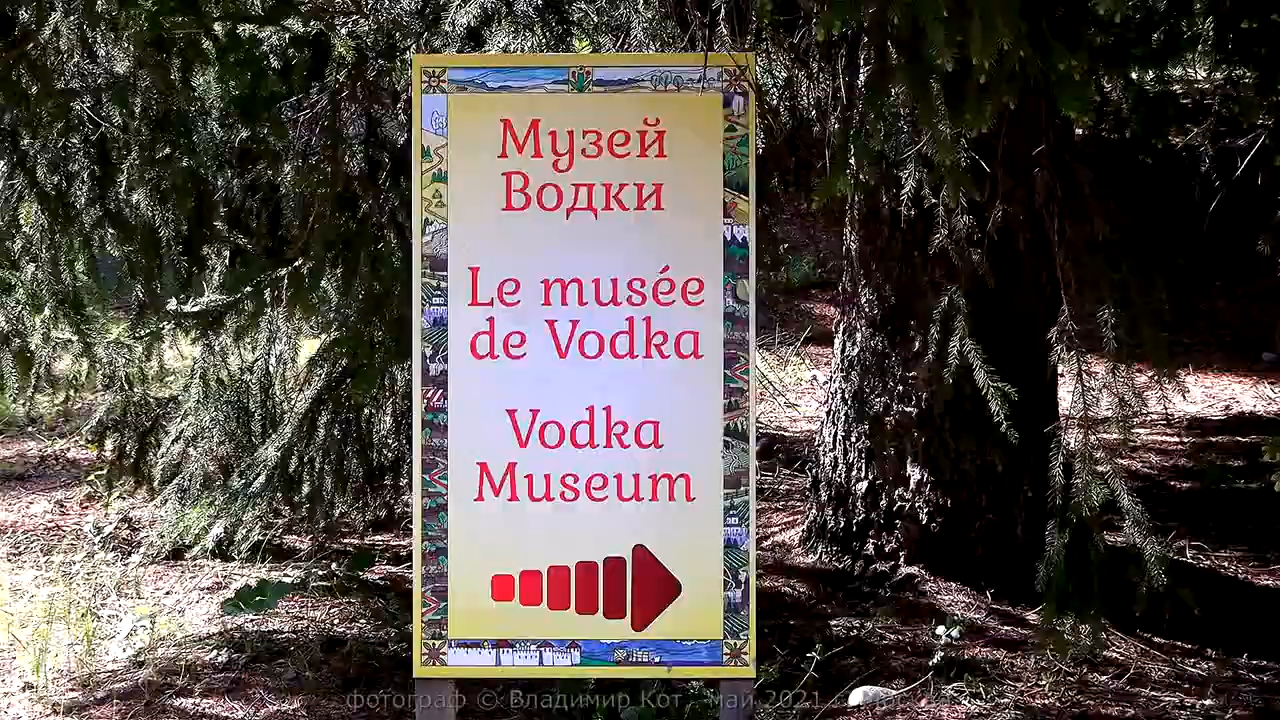 Музей
Водки
Le musée
de Vodka
Vodka
Museum
фотограф © Владимир Кот май 2021